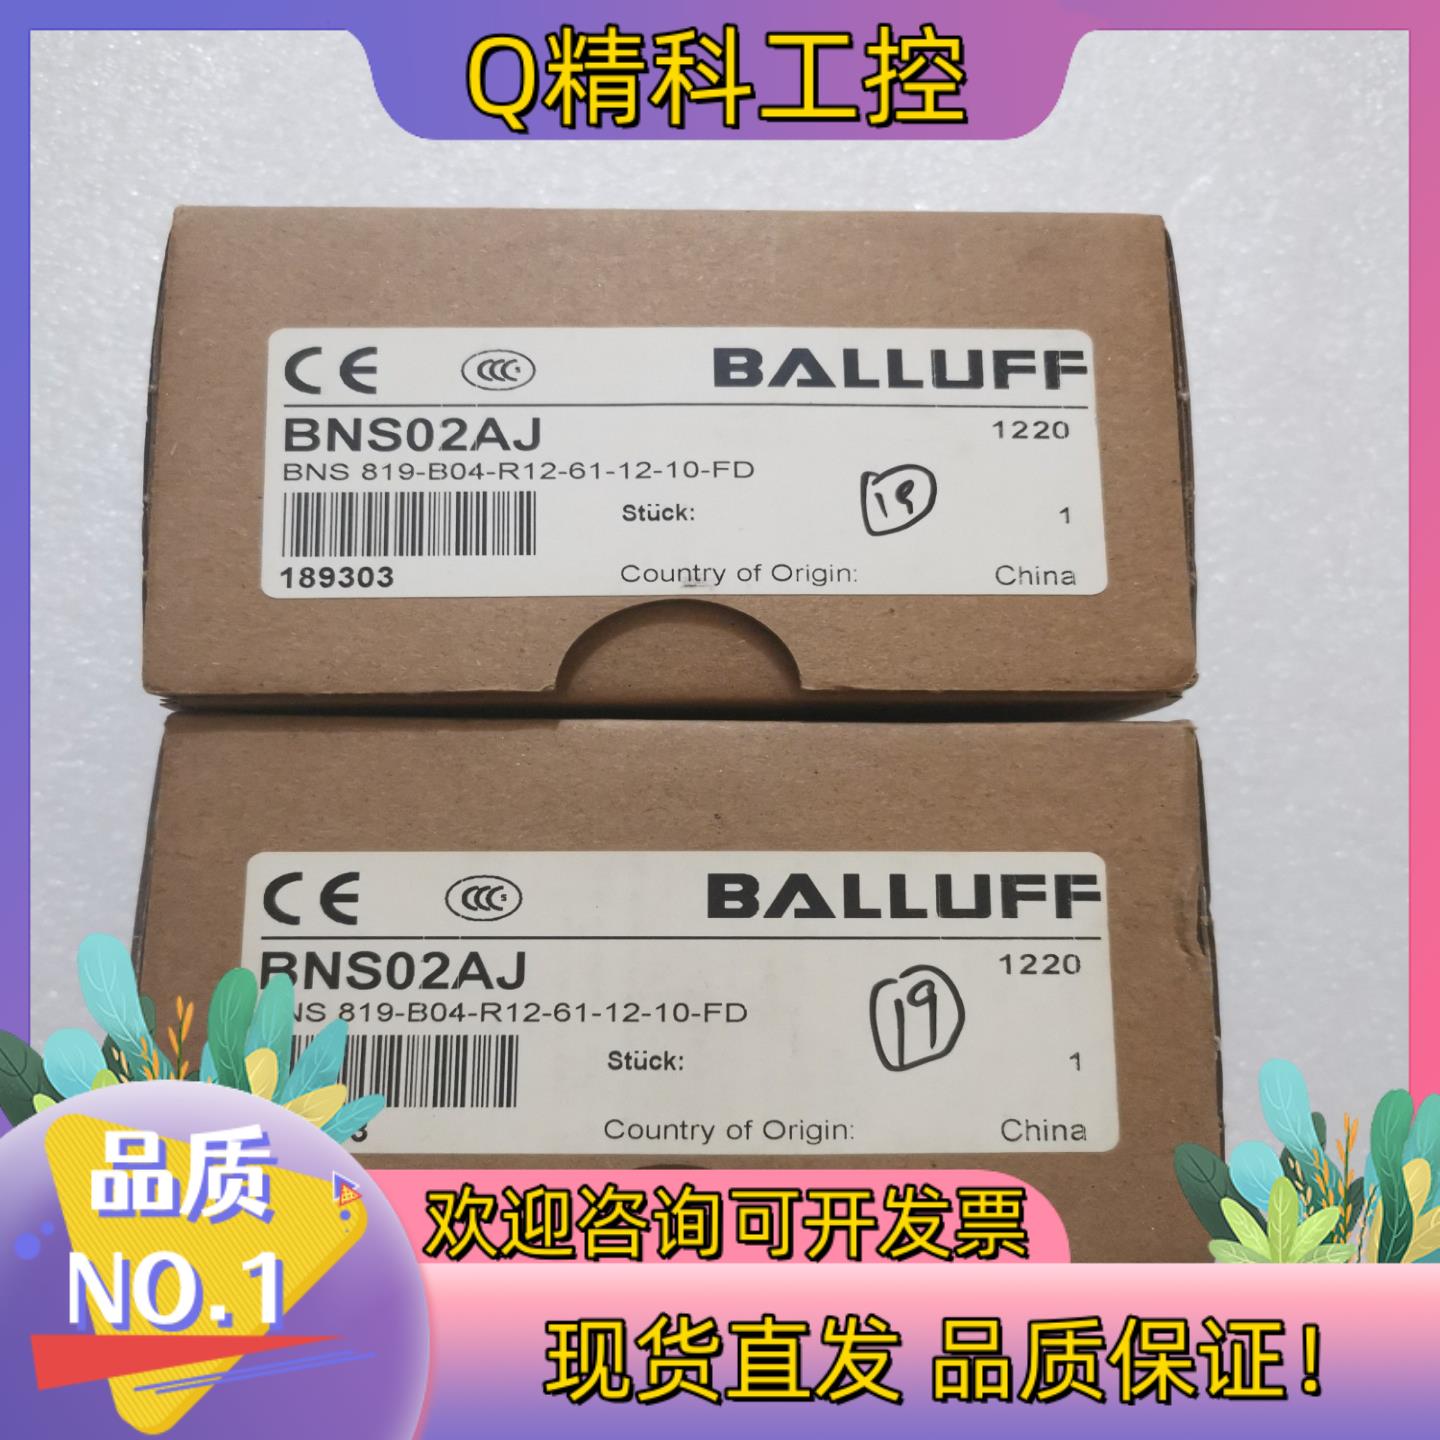 Q精科工控
CE CCC BALLUFF
BNS02AJ 1220
BNS 819-B04-R12-61-12-10-FD
19
Stück: 1
189303
Country of Origin: China
CE CCC S BALLUFF
BNS02AJ 1220
NS 819-B04-R12-61-12-10-FD
19
Stück: 1
3
Country of Origin: China
品质
NO.1
欢迎咨询可开发票
现货直发 品质保证!